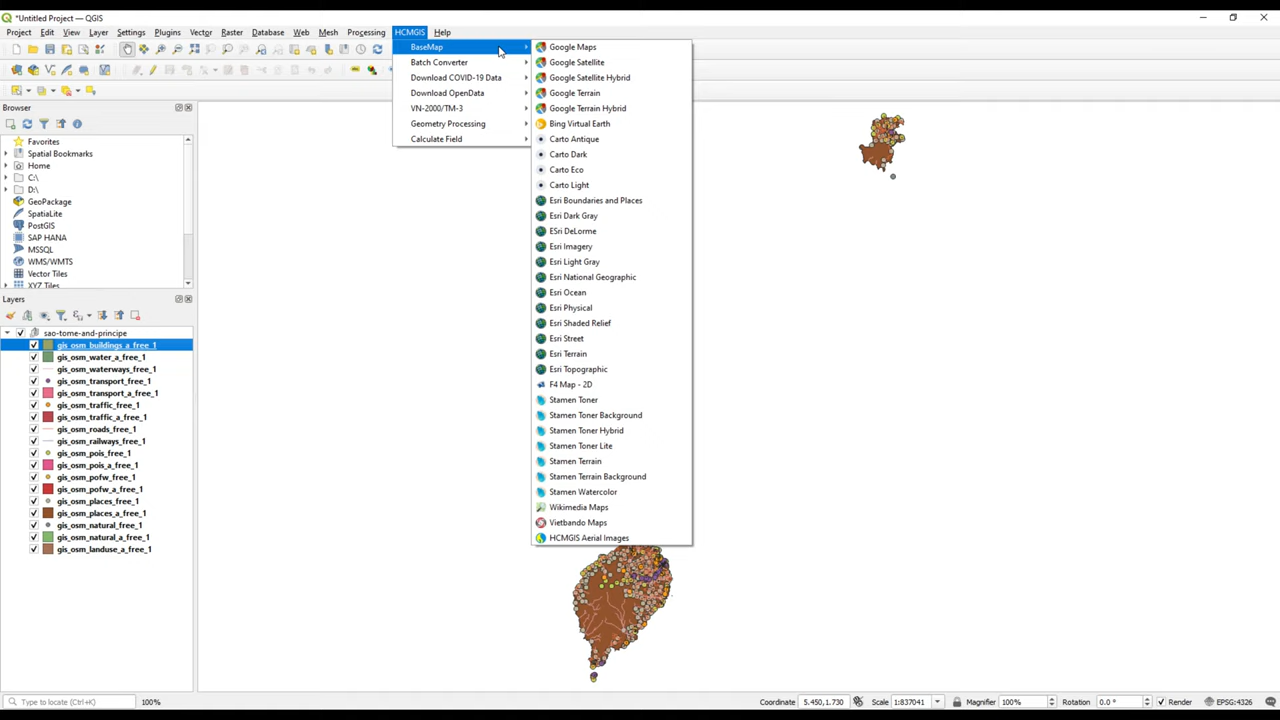 *Untitled Project — QGIS
Project Edit View Layer Settings Plugins Vector Raster Database Web Mesh Processing HCMGIS Help
BaseMap
Batch Converter
Download COVID-19 Data
Download OpenData
VN-2000/TM-3
Geometry Processing
Calculate Field
Google Maps
Google Satellite
Google Satellite Hybrid
Google Terrain
Google Terrain Hybrid
Bing Virtual Earth
Carto Antique
Carto Dark
Carto Eco
Carto Light
Esri Boundaries and Places
Esri Dark Gray
ESri DeLorme
Esri Imagery
Esri Light Gray
Esri National Geographic
Esri Ocean
Esri Physical
Esri Shaded Relief
Esri Street
Esri Terrain
Esri Topographic
F4 Map - 2D
Stamen Toner
Stamen Toner Background
Stamen Toner Hybrid
Stamen Toner Lite
Stamen Terrain
Stamen Terrain Background
Stamen Watercolor
Wikimedia Maps
Vietbando Maps
HCMGIS Aerial Images
Browser
Favorites
Spatial Bookmarks
Home
C:\
D:\
GeoPackage
SpatiaLite
PostGIS
SAP HANA
MSSQL
WMS/WMTS
Vector Tiles
XYZ Tiles
Layers
sao-tome-and-principe
gis_osm_buildings_a_free_1
gis_osm_water_a_free_1
gis_osm_waterways_free_1
gis_osm_transport_free_1
gis_osm_transport_a_free_1
gis_osm_traffic_free_1
gis_osm_traffic_a_free_1
gis_osm_roads_free_1
gis_osm_railways_free_1
gis_osm_pois_free_1
gis_osm_pois_a_free_1
gis_osm_pofw_free_1
gis_osm_pofw_a_free_1
gis_osm_places_free_1
gis_osm_places_a_free_1
gis_osm_natural_free_1
gis_osm_natural_a_free_1
gis_osm_landuse_a_free_1
Type to locate (Ctrl+K) 100% Coordinate 5.450,1.730 Scale 1:837041 Magnifier 100% Rotation 0.0 ° Render EPSG:4326